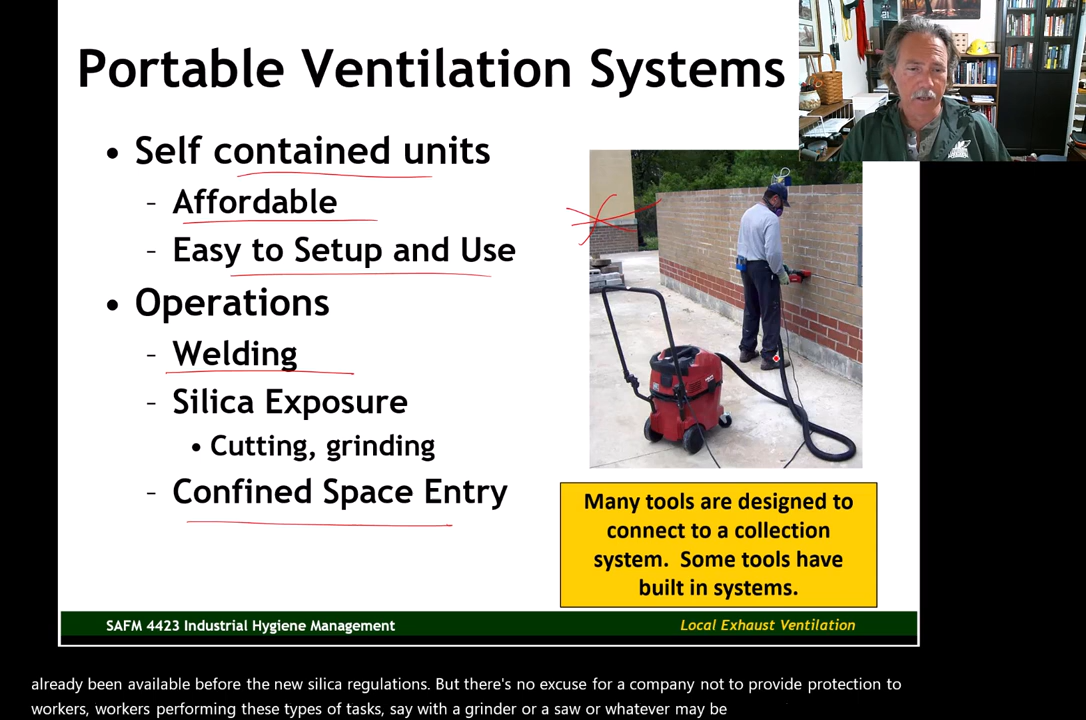 Portable Ventilation Systems
• Self contained units
– Affordable
– Easy to Setup and Use
• Operations
– Welding
– Silica Exposure
• Cutting, grinding
– Confined Space Entry
Many tools are designed to
connect to a collection
system. Some tools have
built in systems.
SAFM 4423 Industrial Hygiene Management
Local Exhaust Ventilation
already been available before the new silica regulations. But there's no excuse for a company not to provide protection to
workers, workers performing these types of tasks, say with a grinder or a saw or whatever may be